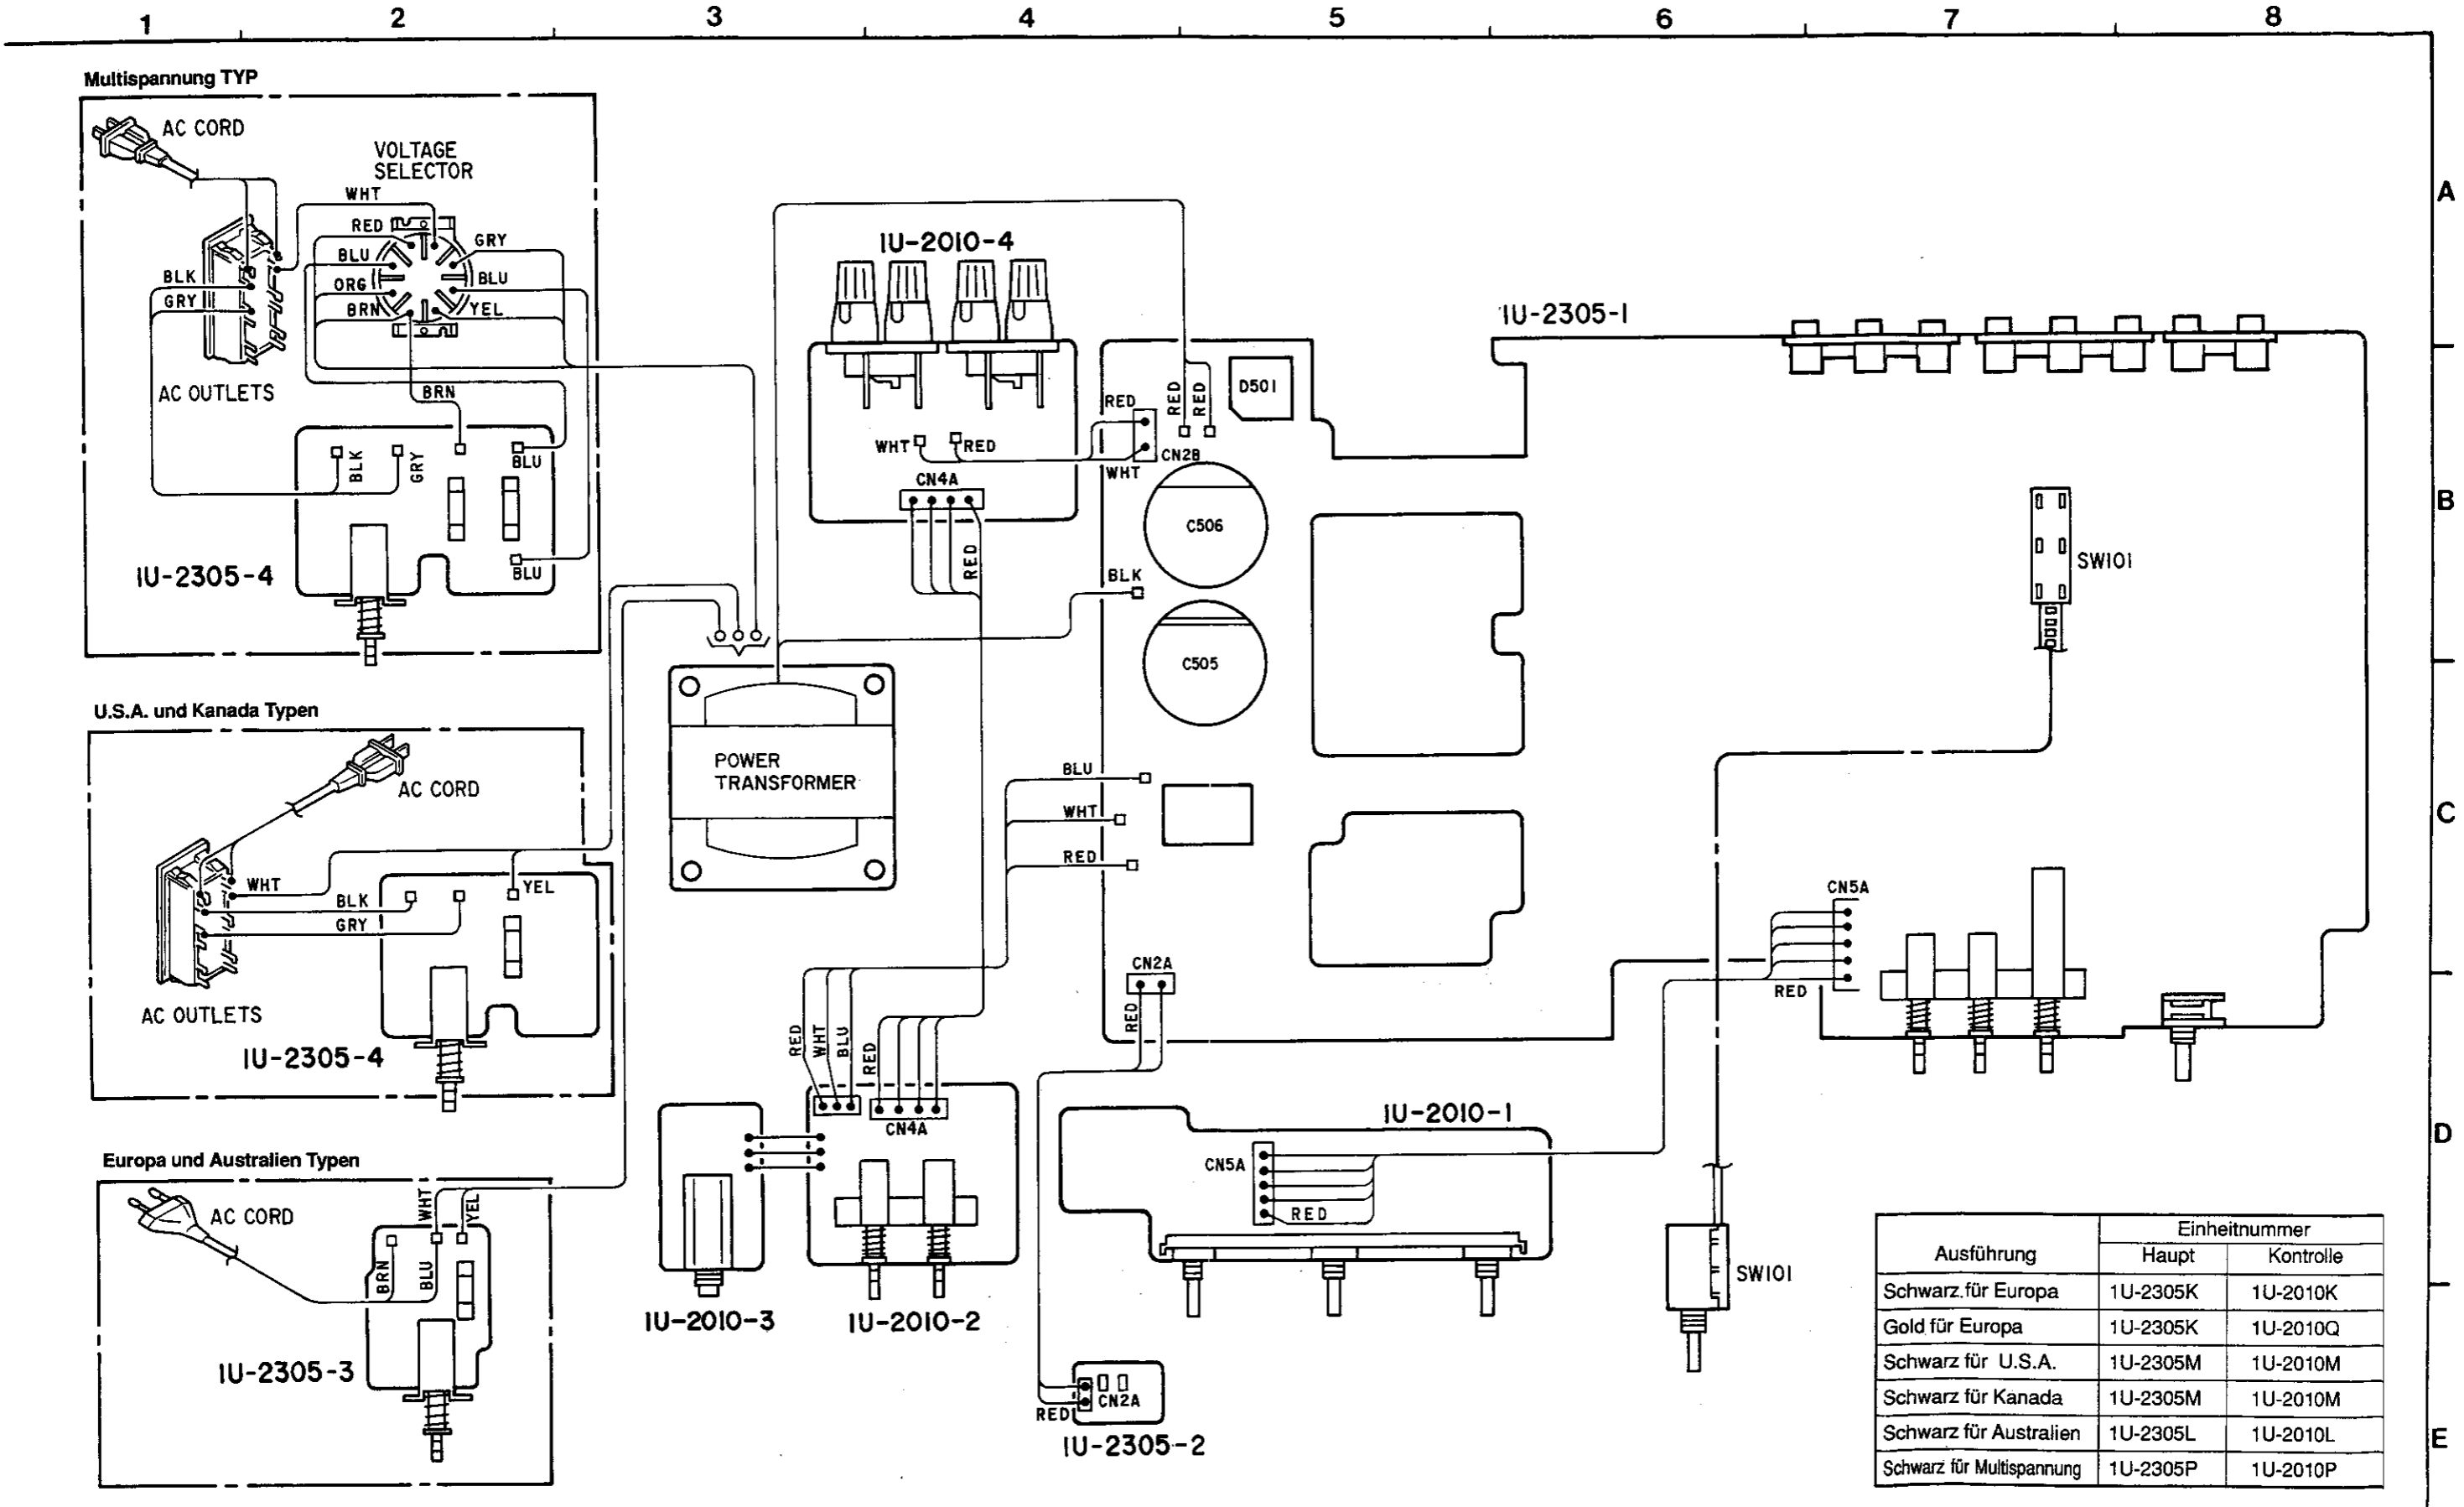 1 2 3 4 5 6 7 8
Multispannung TYP
AC CORD
VOLTAGE
SELECTOR
WHT
RED
GRY
BLU
BLU
ORG
BRN
YEL
BLK
GRY
AC OUTLETS
BRN
BLK
GRY
BLU
BLU
1U-2305-4
U.S.A. und Kanada Typen
AC CORD
WHT
YEL
BLK
GRY
AC OUTLETS
1U-2305-4
Europa und Australien Typen
AC CORD
WHT
YEL
BRN
BLU
1U-2305-3
POWER
TRANSFORMER
1U-2010-4
WHT
RED
CN4A
RED
RED
WHT
CN2B
RED
RED
D501
C506
BLK
C505
BLU
WHT
RED
CN2A
RED
1U-2305-1
SW101
CN5A
RED
RED
WHT
BLU
RED
CN4A
1U-2010-3
1U-2010-2
1U-2010-1
CN5A
RED
RED
CN2A
1U-2305-2
SW101
A
B
C
D
E
Ausführung Einheitnummer
Haupt Kontrolle
Schwarz für Europa 1U-2305K 1U-2010K
Gold für Europa 1U-2305K 1U-2010Q
Schwarz für U.S.A. 1U-2305M 1U-2010M
Schwarz für Kanada 1U-2305M 1U-2010M
Schwarz für Australien 1U-2305L 1U-2010L
Schwarz für Multispannung 1U-2305P 1U-2010P